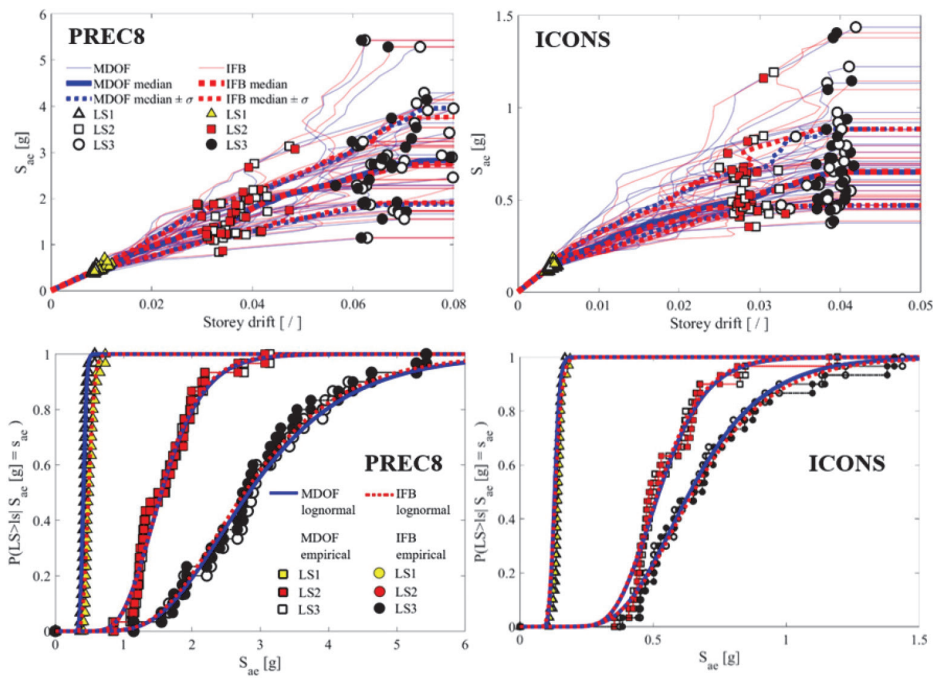 PREC8
MDOF
MDOF median
MDOF median ± σ
LS1
LS2
LS3
IFB
IFB median
IFB median ± σ
LS1
LS2
LS3
S_ae [g]
6
5
4
3
2
1
0
0
0.02
0.04
0.06
0.08
Storey drift [ / ]
ICONS
S_ae [g]
1.5
1
0.5
0
0
0.01
0.02
0.03
0.04
0.05
Storey drift [ / ]
P(LS>ls| S_ae [g] = s_ae)
1
0.8
0.6
0.4
0.2
0
PREC8
MDOF
lognormal
IFB
lognormal
MDOF
empirical
IFB
empirical
LS1
LS2
LS3
LS1
LS2
LS3
0
1
2
3
4
5
6
S_ae [g]
P(LS>ls| S_ae [g] = s_ae)
1
0.8
0.6
0.4
0.2
0
ICONS
0
0.5
1
1.5
S_ae [g]